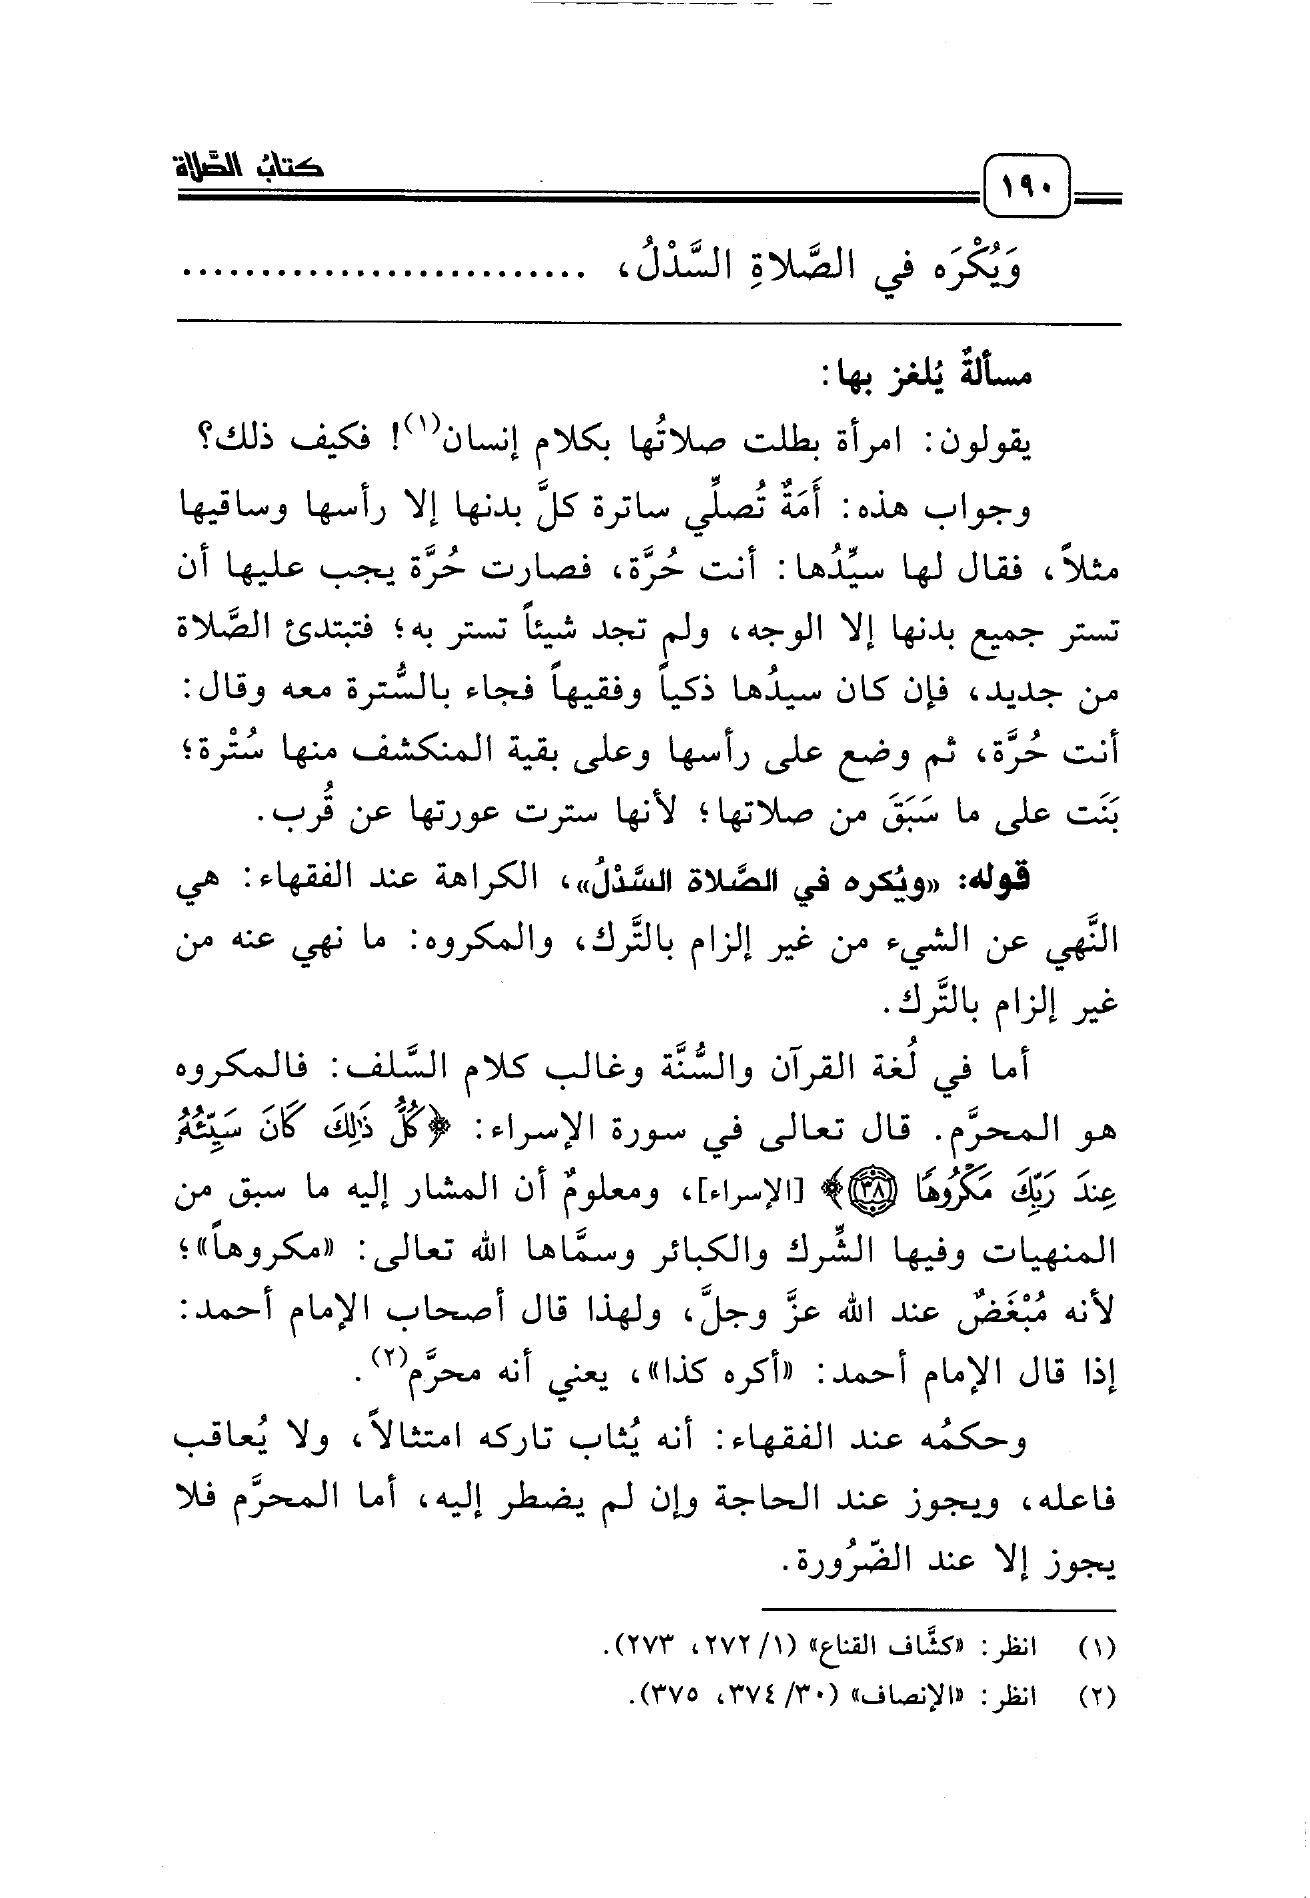 كتابُ الصَّلاة
١٩٠
وَيُكْرَه في الصَّلاةِ السَّدْلُ، ...........................
مسألةٌ يُلغز بها:
يقولون: امرأة بطلت صلاتُها بكلام إنسان(١)! فكيف ذلك؟
وجواب هذه: أَمَةٌ تُصلِّي ساترة كلَّ بدنها إلا رأسها وساقيها
مثلاً، فقال لها سيِّدُها: أنت حُرَّة، فصارت حُرَّة يجب عليها أن
تستر جميع بدنها إلا الوجه، ولم تجد شيئاً تستر به؛ فتبتدئ الصَّلاة
من جديد، فإن كان سيدُها ذكياً وفقيهاً فجاء بالسُّترة معه وقال:
أنت حُرَّة، ثم وضع على رأسها وعلى بقية المنكشف منها سُتْرة؛
بَنَت على ما سَبَقَ من صلاتها؛ لأنها سترت عورتها عن قُرب.
قوله: «ويُكره في الصَّلاة السَّدْلُ»، الكراهة عند الفقهاء: هي
النَّهي عن الشيء من غير إلزام بالتَّرك، والمكروه: ما نهي عنه من
غير إلزام بالتَّرك.
أما في لُغة القرآن والسُّنَّة وغالب كلام السَّلف: فالمكروه
هو المحرَّم. قال تعالى في سورة الإسراء: ﴿كُلُّ ذَٰلِكَ كَانَ سَيِّئُهُۥ
عِندَ رَبِّكَ مَكْرُوهًا ٣٨﴾ [الإسراء]، ومعلومٌ أن المشار إليه ما سبق من
المنهيات وفيها الشِّرك والكبائر وسمَّاها الله تعالى: «مكروهاً»؛
لأنه مُبْغَضٌ عند الله عزَّ وجلَّ، ولهذا قال أصحاب الإمام أحمد:
إذا قال الإمام أحمد: «أكره كذا»، يعني أنه محرَّم(٢).
وحكمُه عند الفقهاء: أنه يُثاب تاركه امتثالاً، ولا يُعاقب
فاعله، ويجوز عند الحاجة وإن لم يضطر إليه، أما المحرَّم فلا
يجوز إلا عند الضّرُورة.
(١) انظر: «كشَّاف القناع» (١/ ٢٧٢، ٢٧٣).
(٢) انظر: «الإنصاف» (٣٠/ ٣٧٤، ٣٧٥).